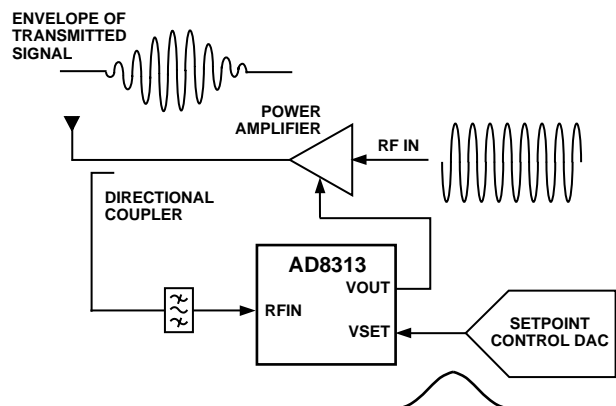 ENVELOPE OF
TRANSMITTED
SIGNAL
POWER
AMPLIFIER
RF IN
DIRECTIONAL
COUPLER
AD8313
VOUT
RFIN
VSET
SETPOINT
CONTROL DAC